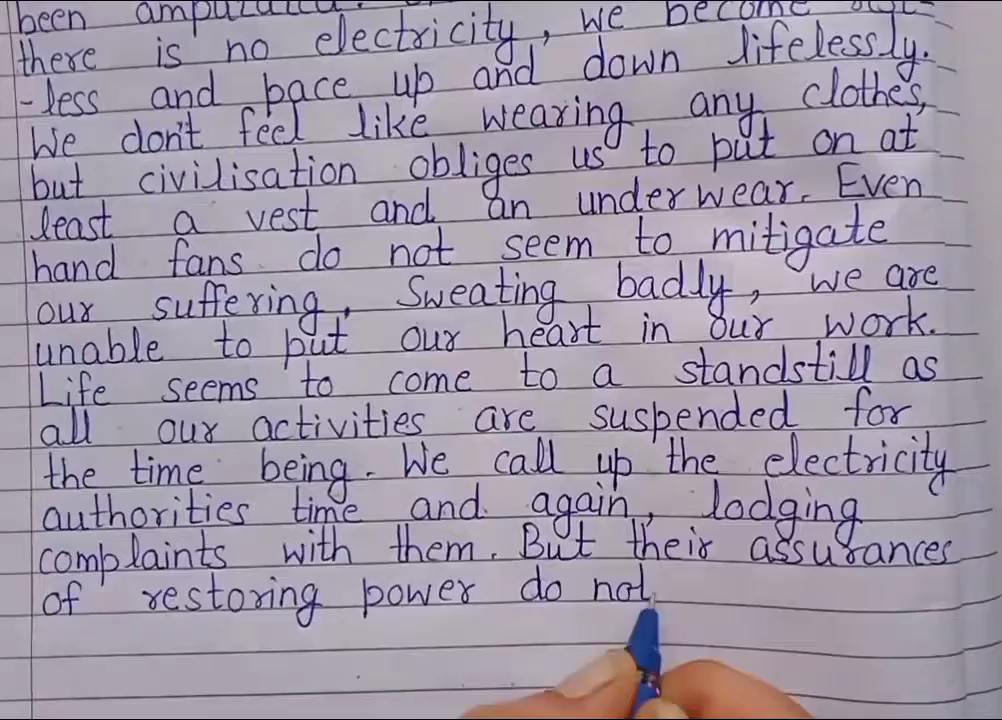 been
there is no electricity, we become
-less and pace up and down lifelessly.
We don't feel like wearing any clothes,
but civilisation obliges us to put on at
least a vest and an underwear. Even
hand fans do not seem to mitigate
our suffering. Sweating badly, we are
unable to put our heart in our work.
Life seems to come to a standstill as
all our activities are suspended for
the time being. We call up the electricity
authorities time and again, lodging
complaints with them. But their assurances
of restoring power do not